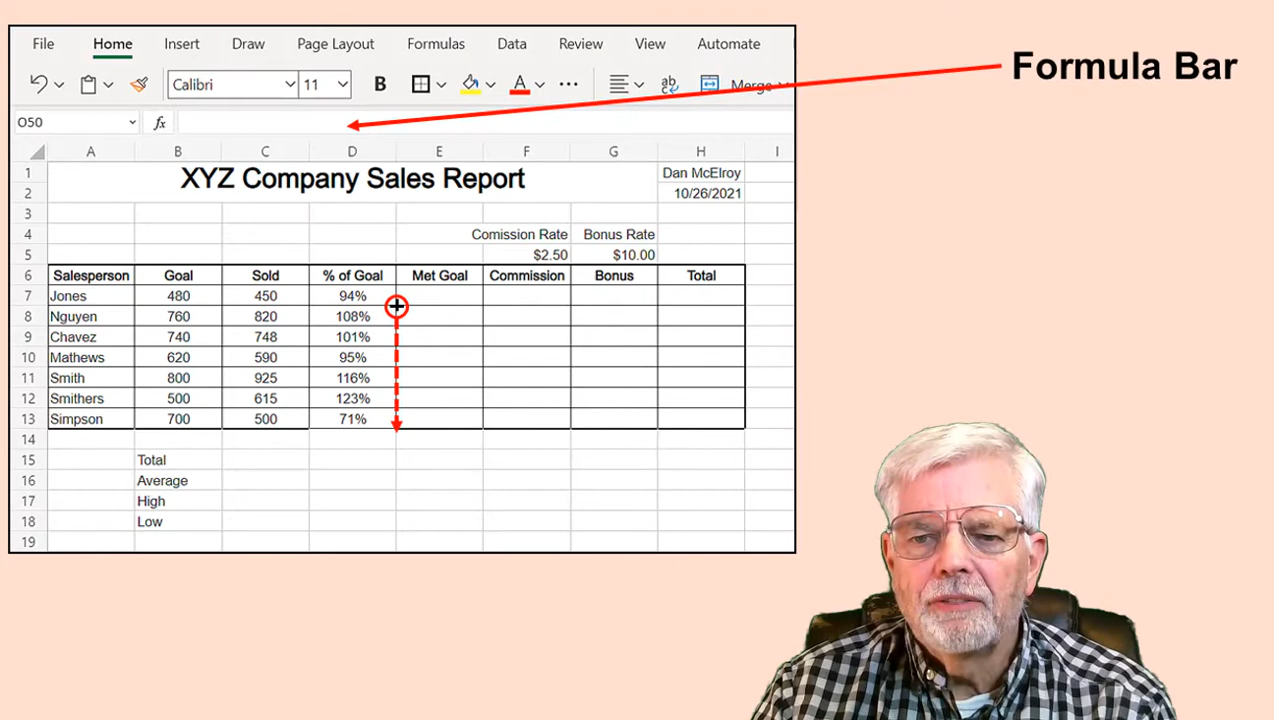 File Home Insert Draw Page Layout Formulas Data Review View Automate
Formula Bar
Calibri 11 B A ab c Merge
O50 fx
A B C D E F G H I
1 XYZ Company Sales Report Dan McElroy
2 10/26/2021
3
4 Comission Rate Bonus Rate
5 $2.50 $10.00
6 Salesperson Goal Sold % of Goal Met Goal Commission Bonus Total
7 Jones 480 450 94%
8 Nguyen 760 820 108%
9 Chavez 740 748 101%
10 Mathews 620 590 95%
11 Smith 800 925 116%
12 Smithers 500 615 123%
13 Simpson 700 500 71%
14
15 Total
16 Average
17 High
18 Low
19